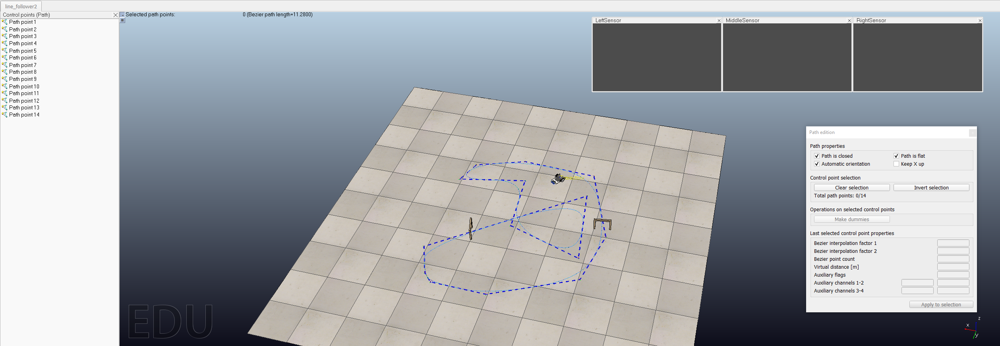 line_follower2
Control points (Path)
Path point 1
Path point 2
Path point 3
Path point 4
Path point 5
Path point 6
Path point 7
Path point 8
Path point 9
Path point 10
Path point 11
Path point 12
Path point 13
Path point 14
Selected path points: 0 (Bezier path length=11.2800)
LeftSensor
MiddleSensor
RightSensor
Path edition
Path properties
Path is closed Path is flat
Automatic orientation Keep X up
Control point selection
Clear selection Invert selection
Total path points: 0/14
Operations on selected control points
Make dummies
Last selected control point properties
Bezier interpolation factor 1
Bezier interpolation factor 2
Bezier point count
Virtual distance [m]
Auxiliary flags
Auxiliary channels 1-2
Auxiliary channels 3-4
Apply to selection
EDU
z
x
y